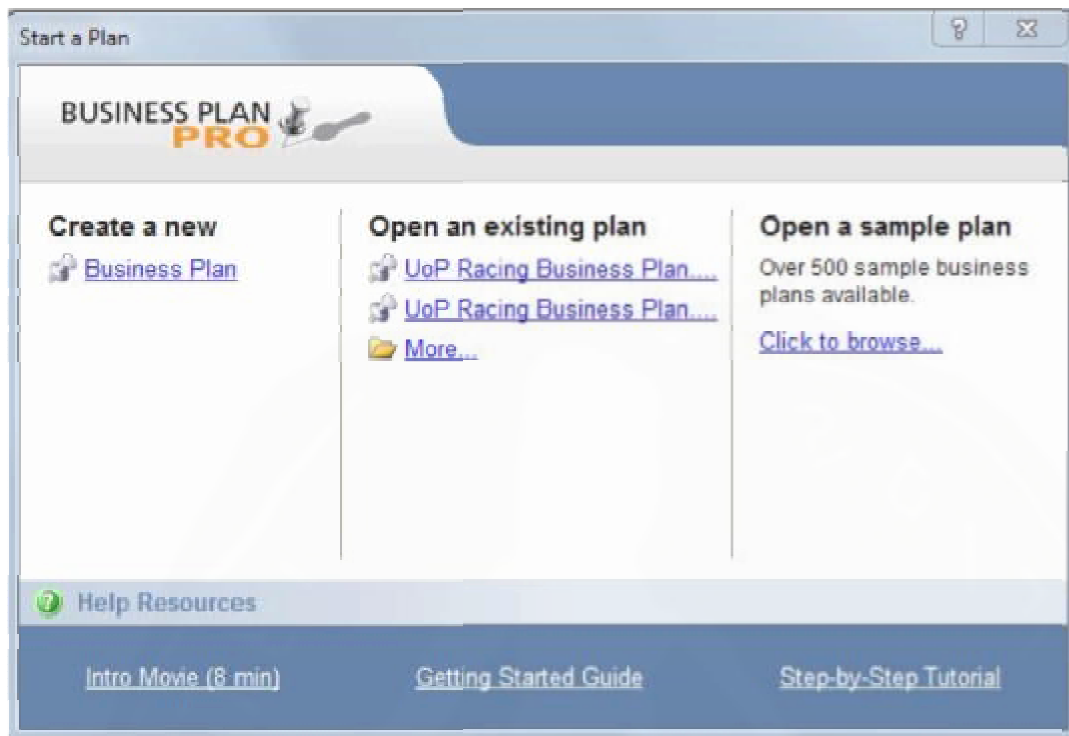 Start a Plan
BUSINESS PLAN
PRO
Create a new
Business Plan
Open an existing plan
UoP Racing Business Plan....
UoP Racing Business Plan....
More...
Open a sample plan
Over 500 sample business
plans available.
Click to browse...
Help Resources
Intro Movie (8 min)
Getting Started Guide
Step-by-Step Tutorial